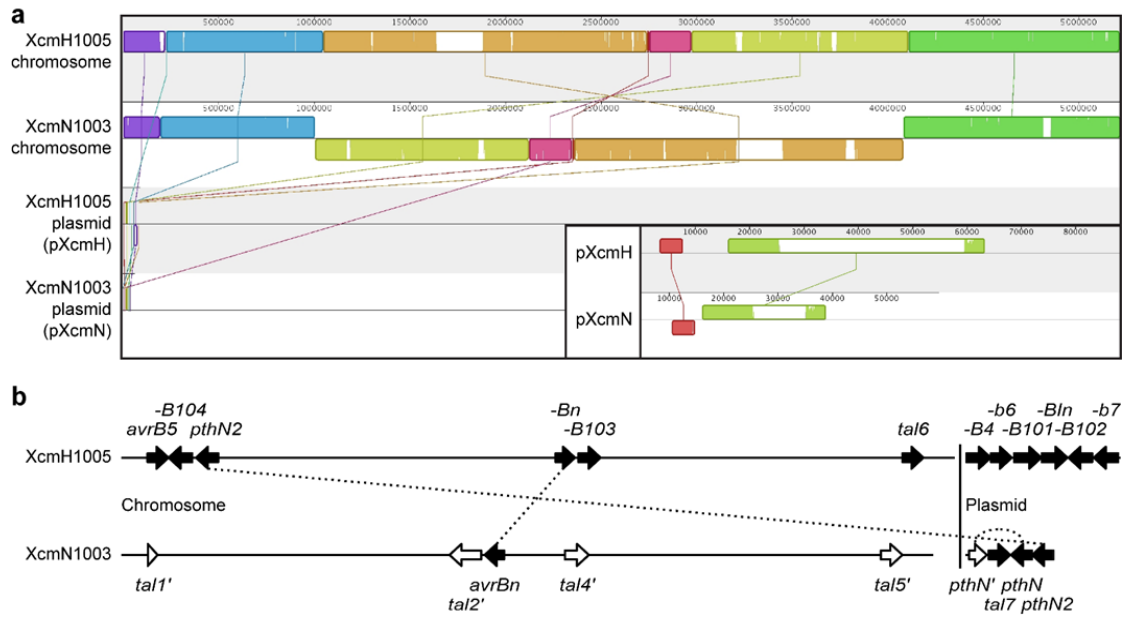 a
5000000 1000000 1500000 2000000 2500000 3000000 3500000 4000000 4500000 5000000
XcmH1005
chromosome
5000000 1000000 1500000 2000000 2500000 3000000 3500000 4000000 4500000 5000000
XcmN1003
chromosome
XcmH1005
plasmid
(pXcmH)
10000 20000 30000 40000 50000 60000 70000 80000
pXcmH
XcmN1003
plasmid
(pXcmN)
10000 20000 30000 40000 50000
pXcmN
b
-B104 -Bn -b6 -BIn -b7
avrB5 pthN2 -B103 tal6 -B4 -B101 -B102
XcmH1005
Chromosome Plasmid
XcmN1003
tal1' avrBn tal4' tal5' pthN' pthN
tal2' tal7 pthN2